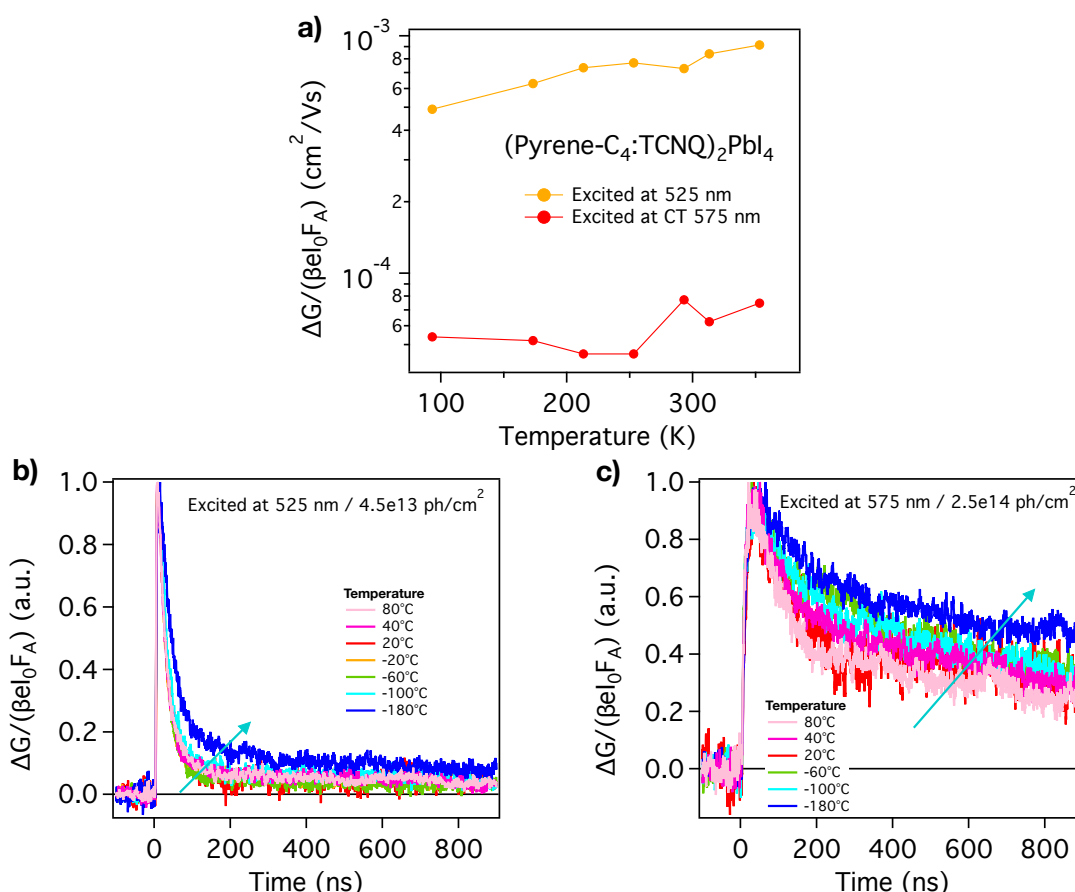 a)
10⁻³
8
6
4
2
10⁻⁴
8
6
ΔG/(βeI₀F_A) (cm²/Vs)
(Pyrene-C₄:TCNQ)₂PbI₄
Excited at 525 nm
Excited at CT 575 nm
100
200
300
Temperature (K)
b)
1.0
0.8
0.6
0.4
0.2
0.0
ΔG/(βeI₀F_A) (a.u.)
Excited at 525 nm / 4.5e13 ph/cm²
Temperature
80°C
40°C
20°C
-20°C
-60°C
-100°C
-180°C
0
200
400
600
800
Time (ns)
c)
1.0
0.8
0.6
0.4
0.2
0.0
ΔG/(βeI₀F_A) (a.u.)
Excited at 575 nm / 2.5e14 ph/cm²
Temperature
80°C
40°C
20°C
-60°C
-100°C
-180°C
0
200
400
600
800
Time (ns)